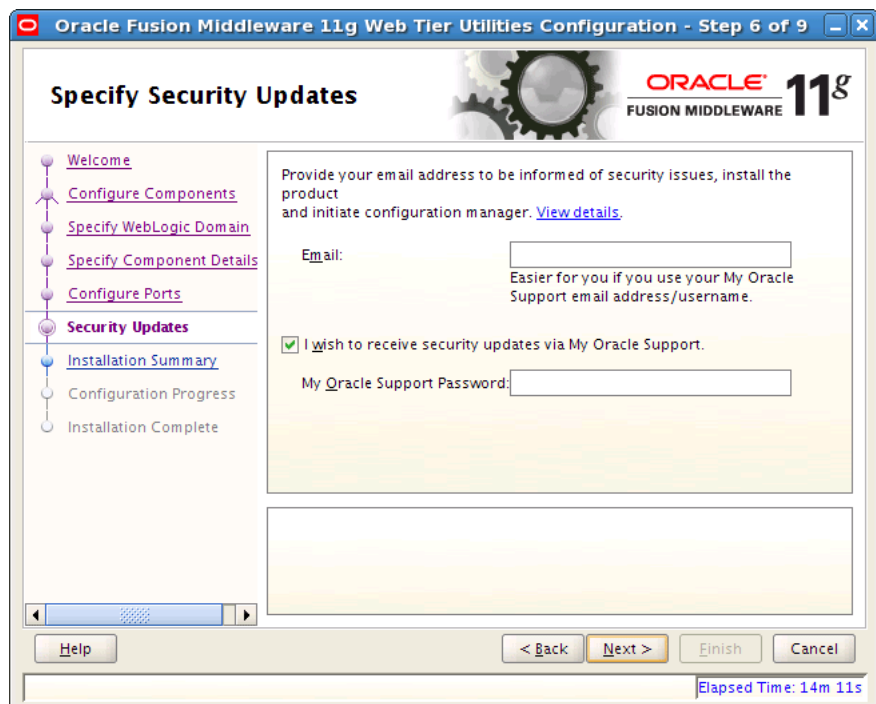 Oracle Fusion Middleware 11g Web Tier Utilities Configuration - Step 6 of 9
Specify Security Updates
ORACLE
FUSION MIDDLEWARE 11g
Welcome
Configure Components
Specify WebLogic Domain
Specify Component Details
Configure Ports
Security Updates
Installation Summary
Configuration Progress
Installation Complete
Provide your email address to be informed of security issues, install the
product
and initiate configuration manager. View details.
Email:
Easier for you if you use your My Oracle
Support email address/username.
I wish to receive security updates via My Oracle Support.
My Oracle Support Password:
Help
< Back
Next >
Finish
Cancel
Elapsed Time: 14m 11s